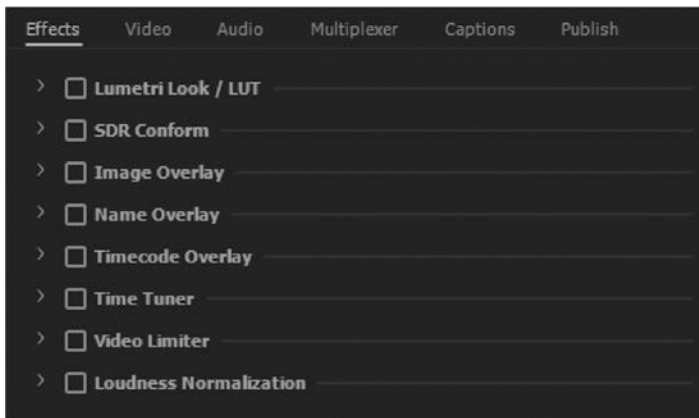 Effects Video Audio Multiplexer Captions Publish
Lumetri Look / LUT
SDR Conform
Image Overlay
Name Overlay
Timecode Overlay
Time Tuner
Video Limiter
Loudness Normalization